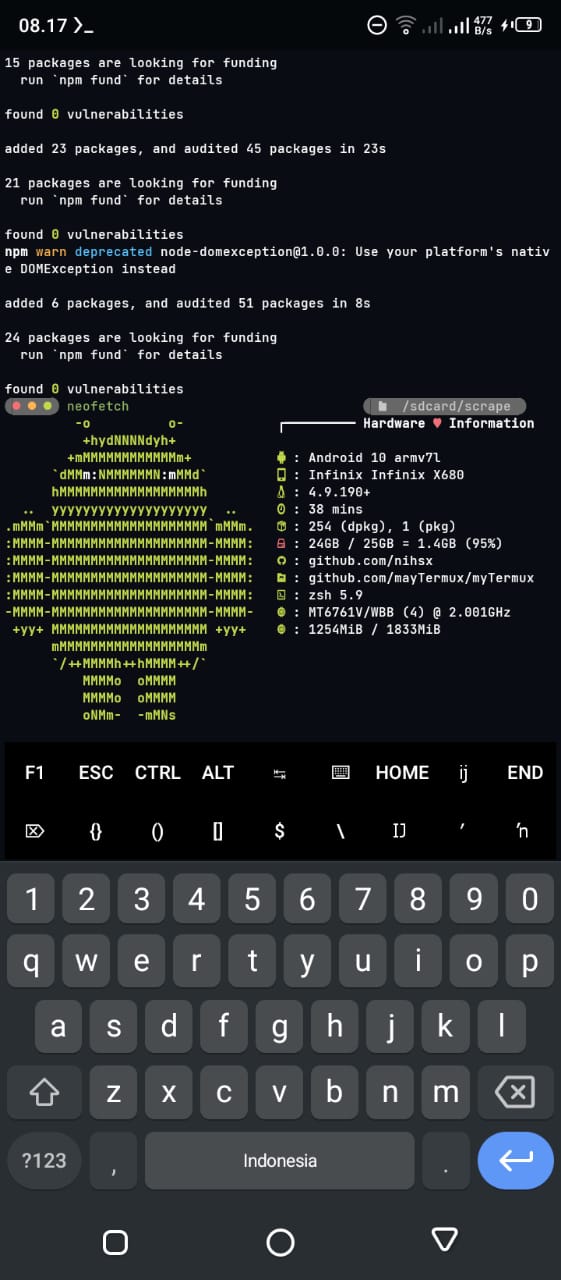 08.17 ❯_ 477 B/s 9
15 packages are looking for funding
  run `npm fund` for details
found 0 vulnerabilities
added 23 packages, and audited 45 packages in 23s
21 packages are looking for funding
  run `npm fund` for details
found 0 vulnerabilities
npm warn deprecated node-domexception@1.0.0: Use your platform's nativ
e DOMException instead
added 6 packages, and audited 51 packages in 8s
24 packages are looking for funding
  run `npm fund` for details
found 0 vulnerabilities
neofetch /sdcard/scrape
-o          o-
+hydNNNNdyh+
+mMMMMMMMMMMMMm+
`dMMm:NMMMMMMN:mMMd`
hMMMMMMMMMMMMMMMMMMh
..  yyyyyyyyyyyyyyyyyyyy  ..
.mMMm`MMMMMMMMMMMMMMMMMMMM`mMMm.
:MMMM-MMMMMMMMMMMMMMMMMMMM-MMMM:
:MMMM-MMMMMMMMMMMMMMMMMMMM-MMMM:
:MMMM-MMMMMMMMMMMMMMMMMMMM-MMMM:
:MMMM-MMMMMMMMMMMMMMMMMMMM-MMMM:
-MMMM-MMMMMMMMMMMMMMMMMMMM-MMMM-
+yy+ MMMMMMMMMMMMMMMMMMMM +yy+
mMMMMMMMMMMMMMMMMMMm
`/++MMMMh++hMMMM++/`
MMMMo  oMMMM
MMMMo  oMMMM
oNMm-  -mMNs
Hardware ♥ Information
: Android 10 armv7l
: Infinix Infinix X680
: 4.9.190+
: 38 mins
: 254 (dpkg), 1 (pkg)
: 24GB / 25GB = 1.4GB (95%)
: github.com/nihsx
: github.com/mayTermux/myTermux
: zsh 5.9
: MT6761V/WBB (4) @ 2.001GHz
: 1254MiB / 1833MiB
F1 ESC CTRL ALT ↹ ⌨ HOME ĳ END
⌦ {} () [] $ \ Ĳ ′ ŉ
1 2 3 4 5 6 7 8 9 0
q w e r t y u i o p
a s d f g h j k l
z x c v b n m
?123 , Indonesia .